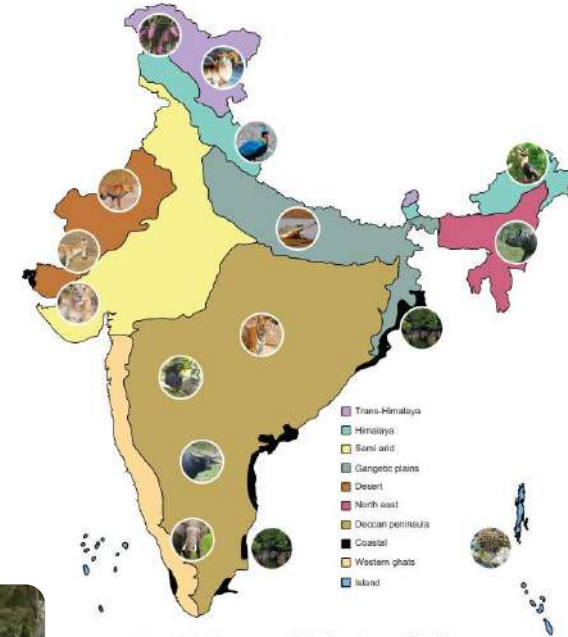 Trans-Himalaya
Himalaya
Semi arid
Gangetic plains
Desert
North east
Deccan peninsula
Coastal
Western ghats
Island